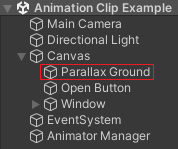 Animation Clip Example
Main Camera
Directional Light
Canvas
Parallax Ground
Open Button
Window
EventSystem
Animator Manager